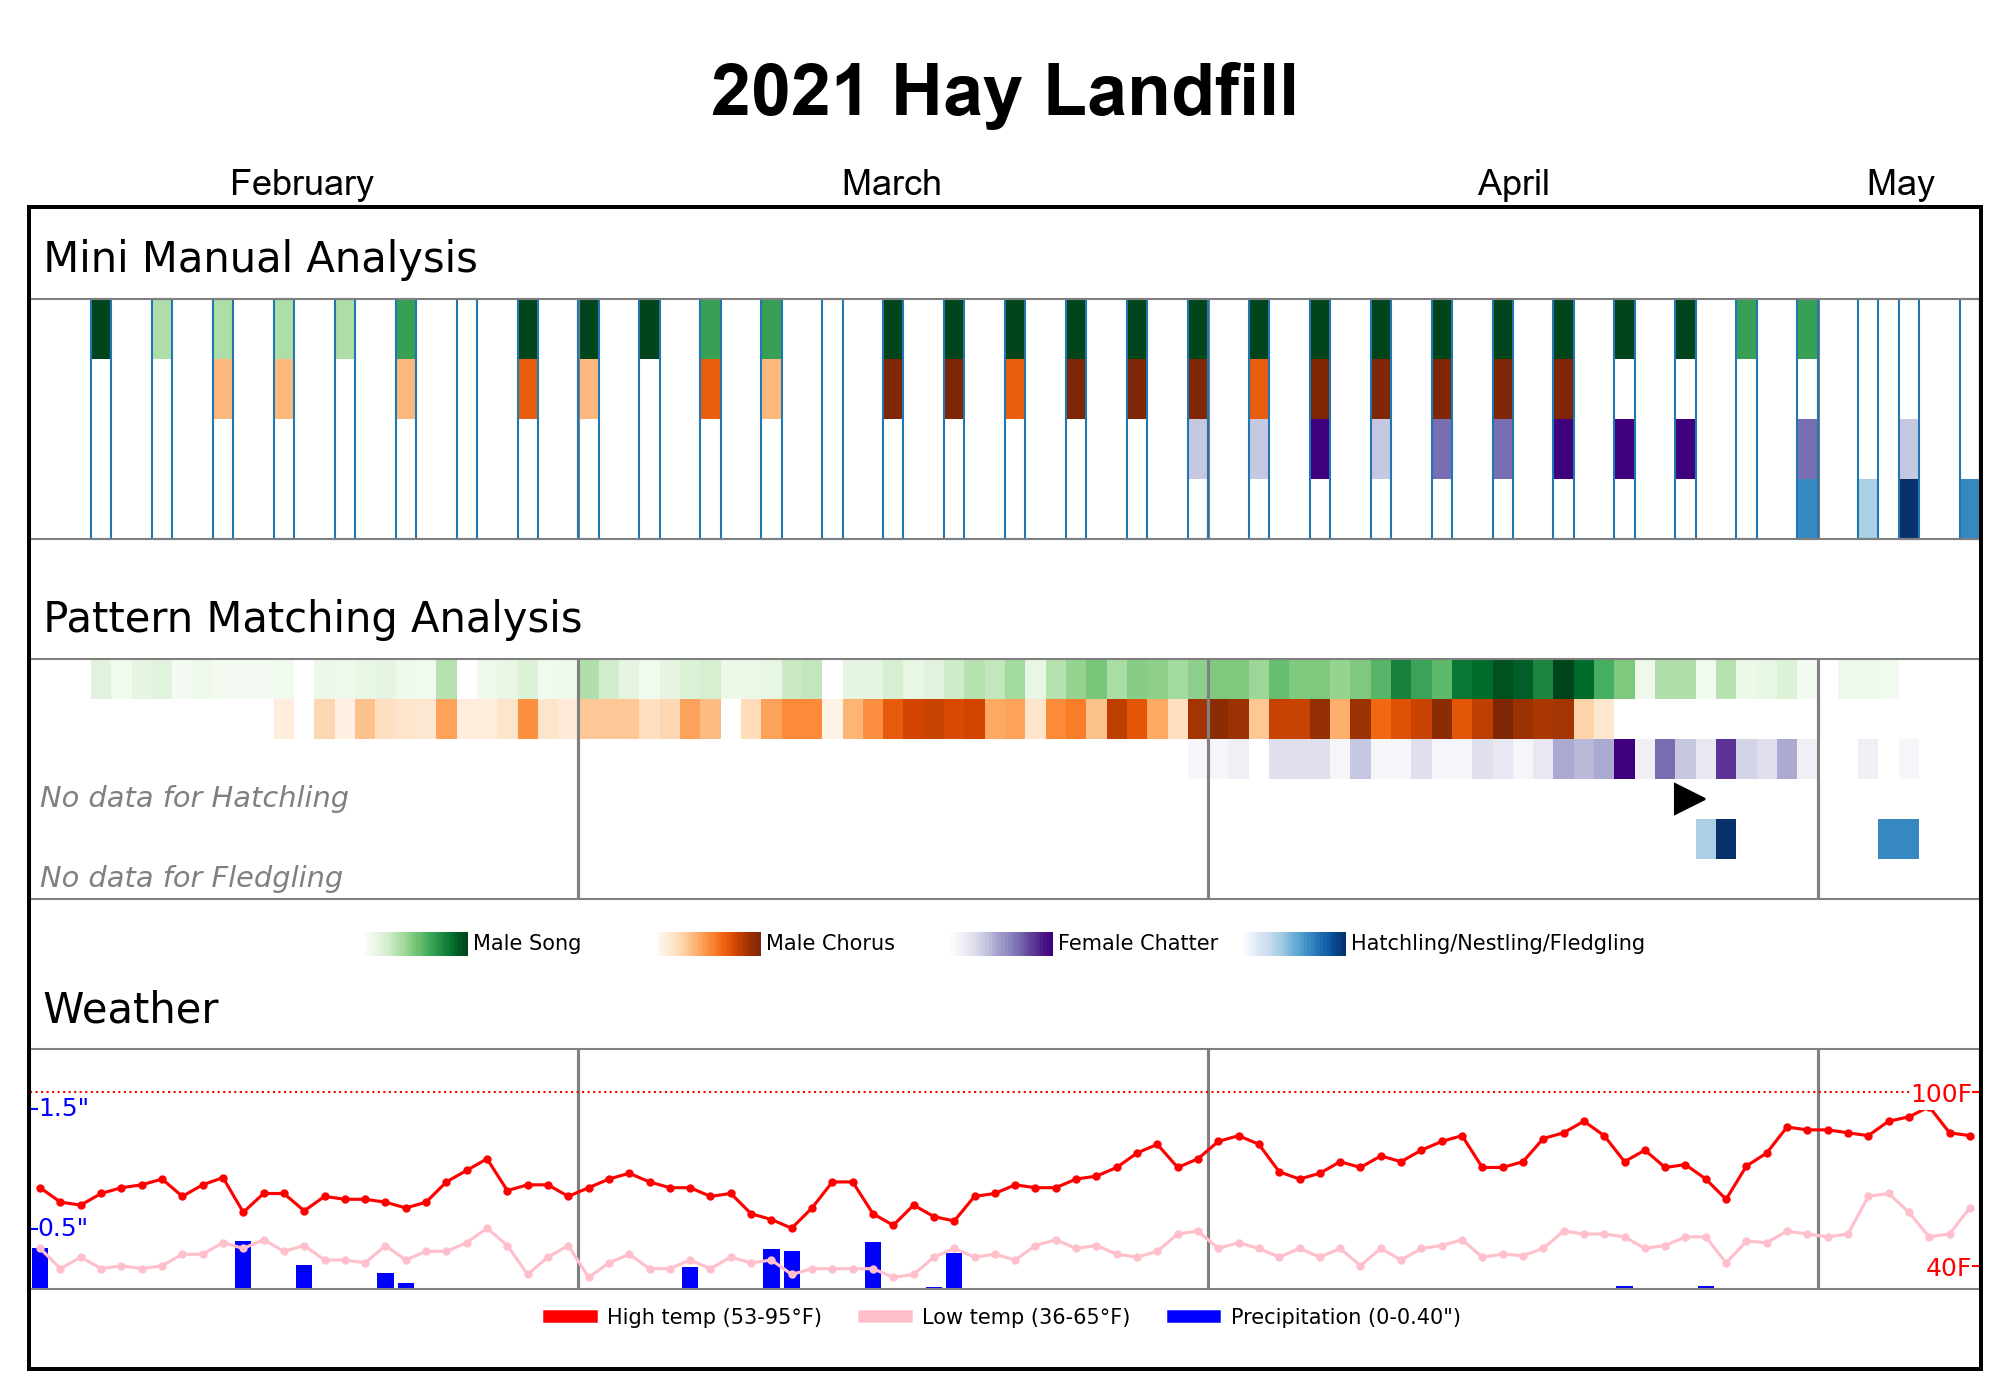 2021 Hay Landfill
February March April May
Mini Manual Analysis
Pattern Matching Analysis
No data for Hatchling
No data for Fledgling
Male Song Male Chorus Female Chatter Hatchling/Nestling/Fledgling
Weather
100F
1.5"
0.5"
40F
High temp (53-95°F) Low temp (36-65°F) Precipitation (0-0.40")